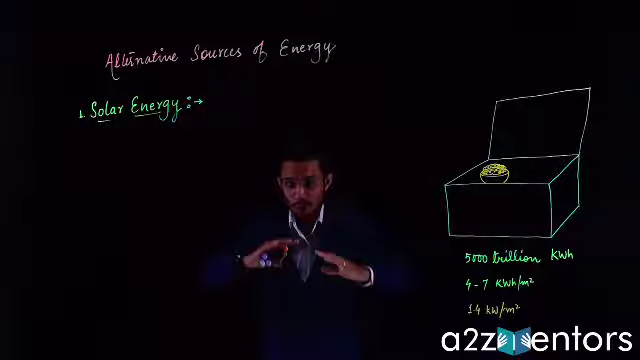 Alternative Sources of Energy
1. Solar Energy :→
5000 trillion KWh
4-7 KWh/m²
1.4 KW/m²
a2zmentors